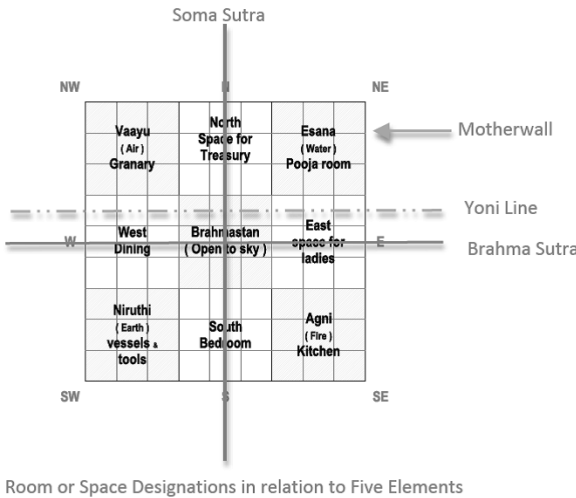 Soma Sutra
NW
N
NE
Vaayu
( Air )
Granary
North
Space for
Treasury
Esana
( Water )
Pooja room
Motherwall
Yoni Line
W
West
Dining
Brahmastan
( Open to sky )
East
space for
ladies
E
Brahma Sutra
Niruthi
( Earth )
vessels &
tools
South
Bedroom
Agni
( Fire )
Kitchen
SW
S
SE
Room or Space Designations in relation to Five Elements